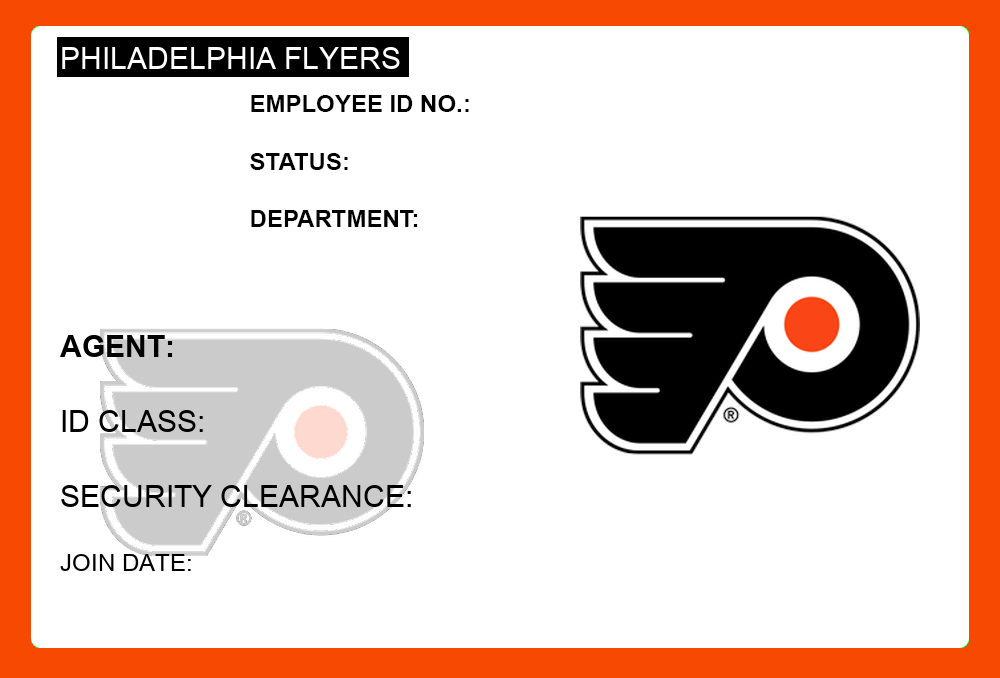 PHILADELPHIA FLYERS
EMPLOYEE ID NO.:
STATUS:
DEPARTMENT:
AGENT:
ID CLASS:
SECURITY CLEARANCE:
JOIN DATE:
®
®